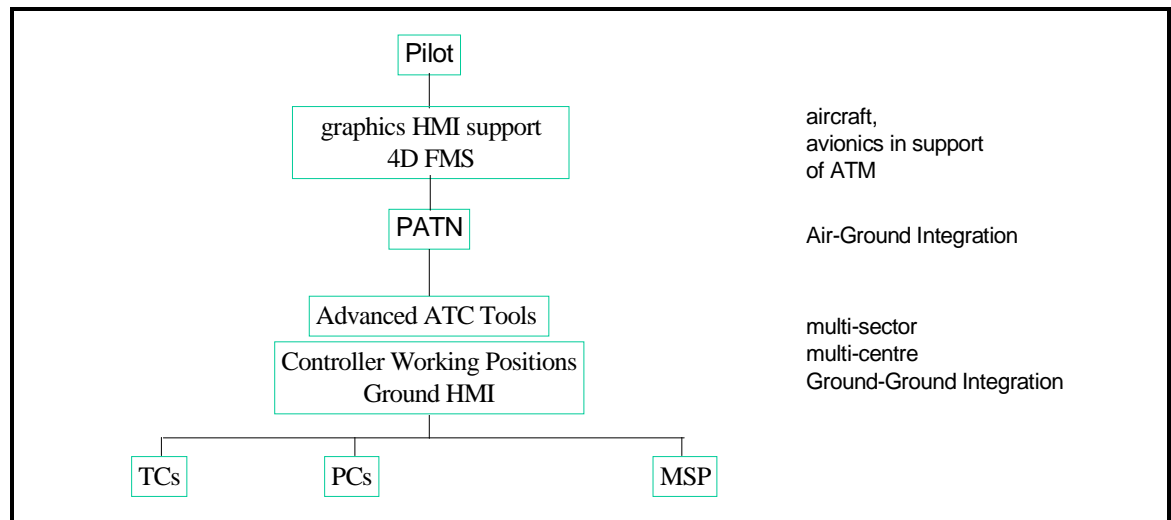 Pilot
graphics HMI support
4D FMS
aircraft,
avionics in support
of ATM
PATN
Air-Ground Integration
Advanced ATC Tools
Controller Working Positions
Ground HMI
multi-sector
multi-centre
Ground-Ground Integration
TCs
PCs
MSP